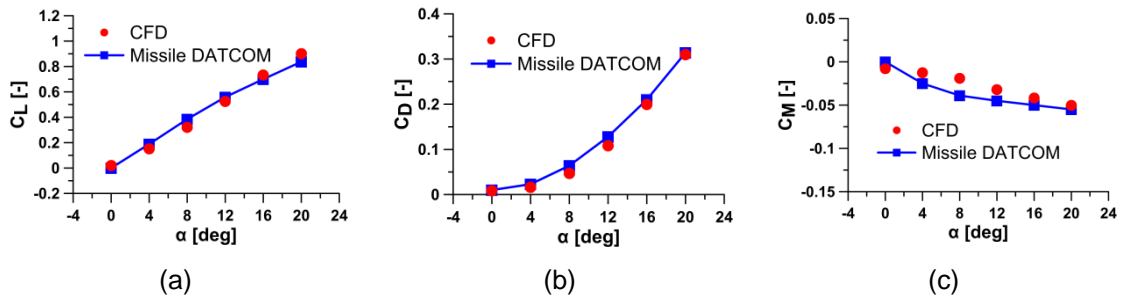 1.2
1
0.8
0.6
0.4
0.2
0
-0.2
C_L [-]
CFD
Missile DATCOM
-4 0 4 8 12 16 20 24
α [deg]
(a)
0.4
0.3
0.2
0.1
0
C_D [-]
CFD
Missile DATCOM
-4 0 4 8 12 16 20 24
α [deg]
(b)
0.05
0
-0.05
-0.1
-0.15
C_M [-]
CFD
Missile DATCOM
-4 0 4 8 12 16 20 24
α [deg]
(c)